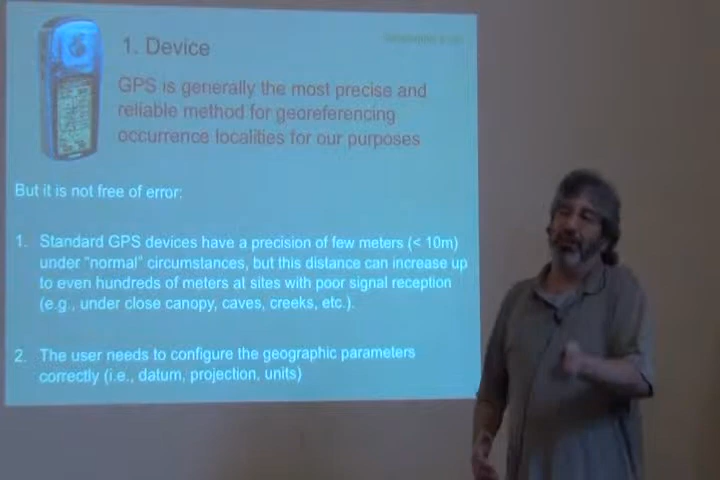 1. Device
GPS is generally the most precise and
reliable method for georeferencing
occurrence localities for our purposes
But it is not free of error:
1. Standard GPS devices have a precision of few meters (< 10m)
under “normal” circumstances, but this distance can increase up
to even hundreds of meters at sites with poor signal reception
(e.g., under close canopy, caves, creeks, etc.).
2. The user needs to configure the geographic parameters
correctly (i.e., datum, projection, units)